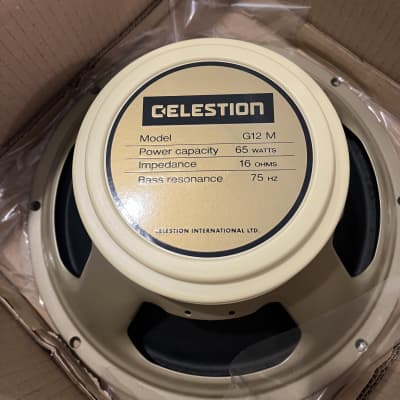 CELESTION
Model G12 M
Power capacity 65 WATTS
Impedance 16 OHMS
Bass resonance 75 HZ
CELESTION INTERNATIONAL LTD.